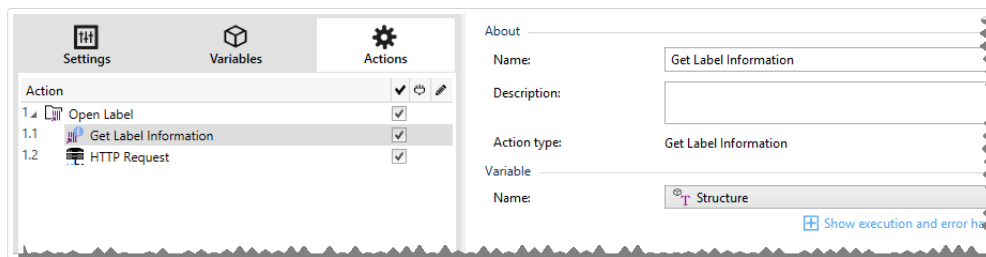 Settings
Variables
Actions
Action
1 Open Label
1.1 Get Label Information
1.2 HTTP Request
About
Name: Get Label Information
Description:
Action type: Get Label Information
Variable
Name: T Structure
Show execution and error ha